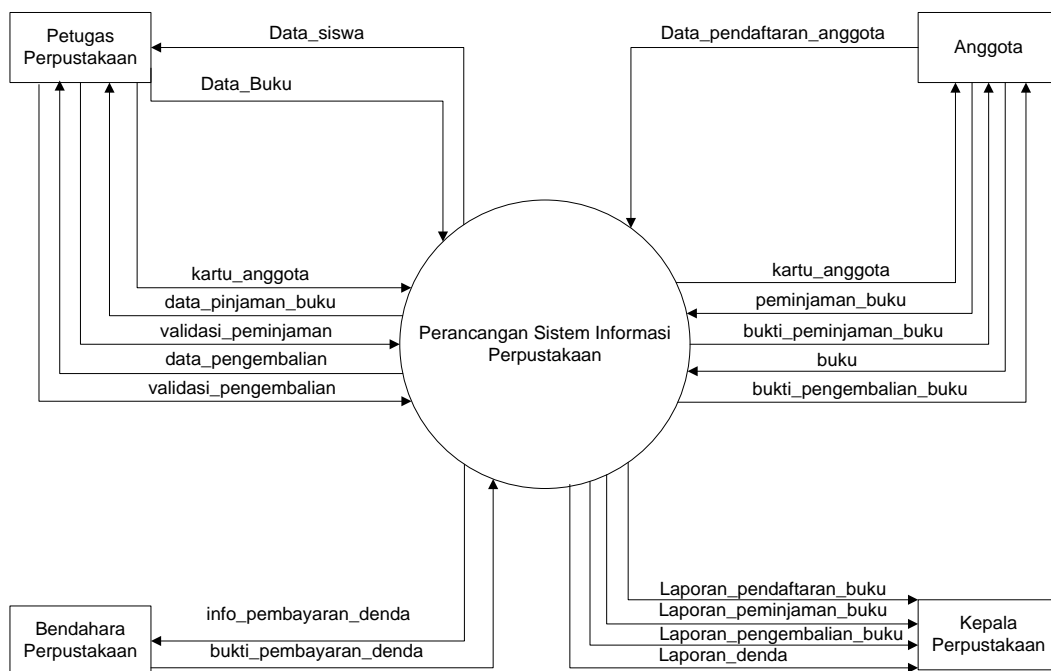 Petugas
Perpustakaan
Data_siswa
Data_Buku
Data_pendaftaran_anggota
Anggota
kartu_anggota
data_pinjaman_buku
validasi_peminjaman
data_pengembalian
validasi_pengembalian
Perancangan Sistem Informasi
Perpustakaan
kartu_anggota
peminjaman_buku
bukti_peminjaman_buku
buku
bukti_pengembalian_buku
Bendahara
Perpustakaan
info_pembayaran_denda
bukti_pembayaran_denda
Laporan_pendaftaran_buku
Laporan_peminjaman_buku
Laporan_pengembalian_buku
Laporan_denda
Kepala
Perpustakaan